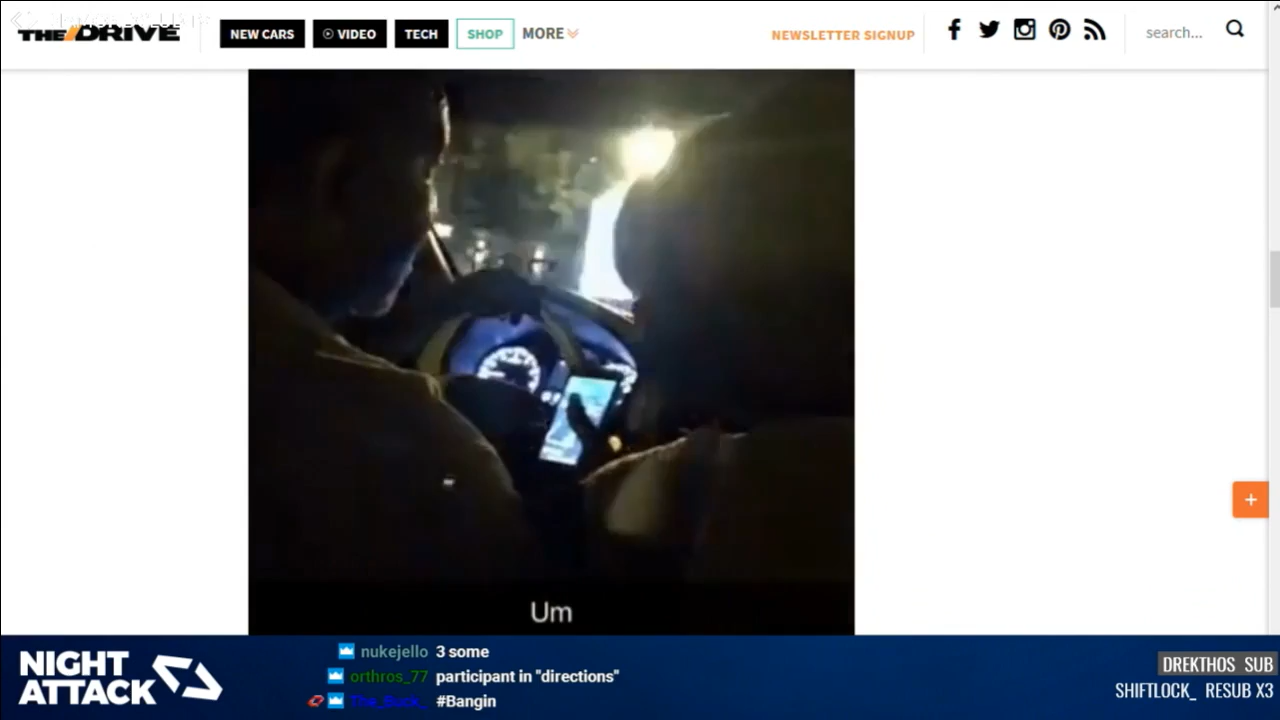 THE/DRIVE
NEW CARS
VIDEO
TECH
SHOP
MORE
NEWSLETTER SIGNUP
search...
+
Um
NIGHT
ATTACK
nukejello 3 some
orthros_77 participant in "directions"
The_Buck_ #Bangin
DREKTHOS SUB
SHIFTLOCK_ RESUB X3